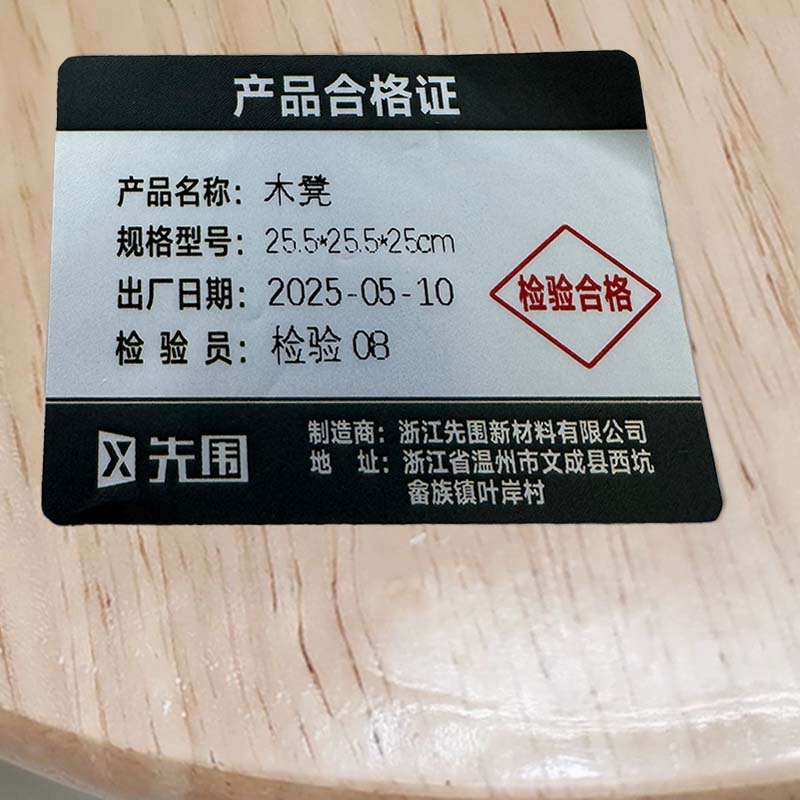 产品合格证
产品名称：木凳
规格型号：25.5*25.5*25cm
出厂日期：2025-05-10
检验员：检验08
检验合格
先围
制造商：浙江先围新材料有限公司
地 址：浙江省温州市文成县西坑
畲族镇叶岸村